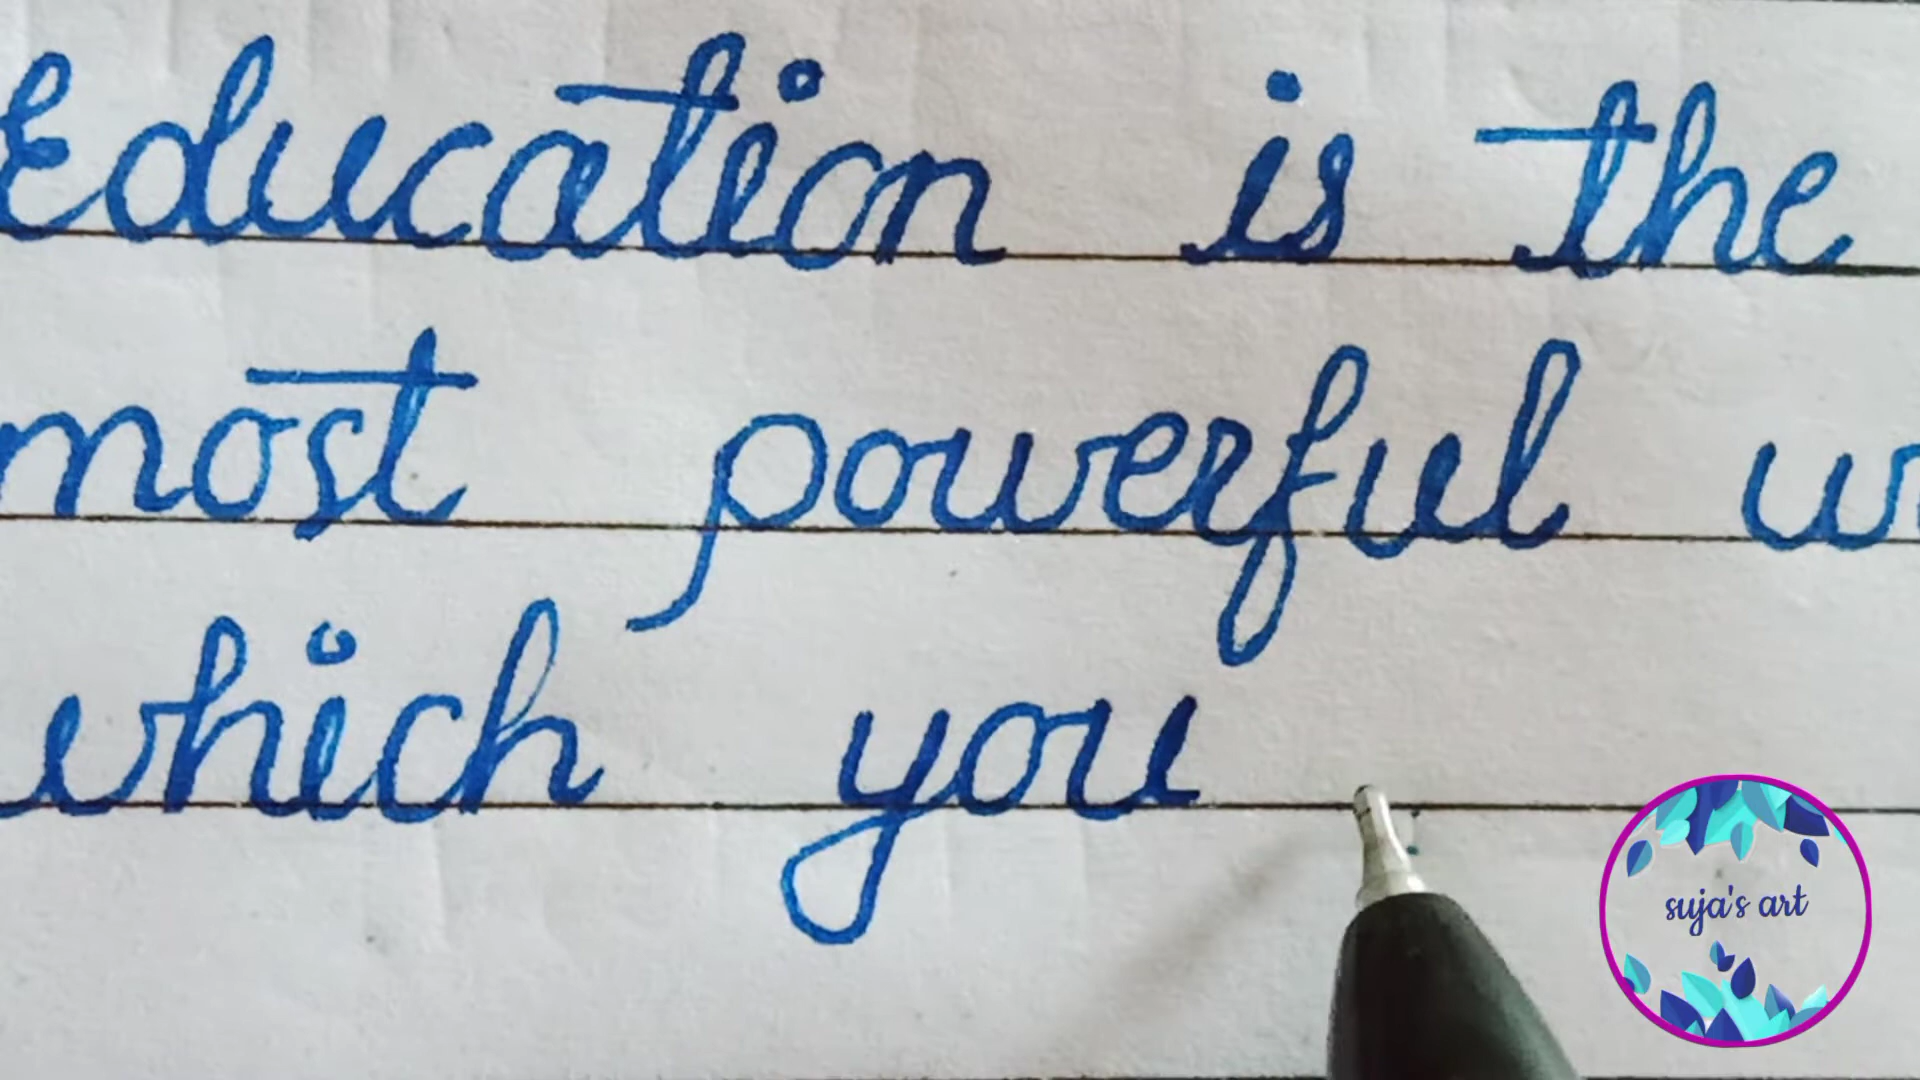 Education is the
most powerful w
which you
suja's art